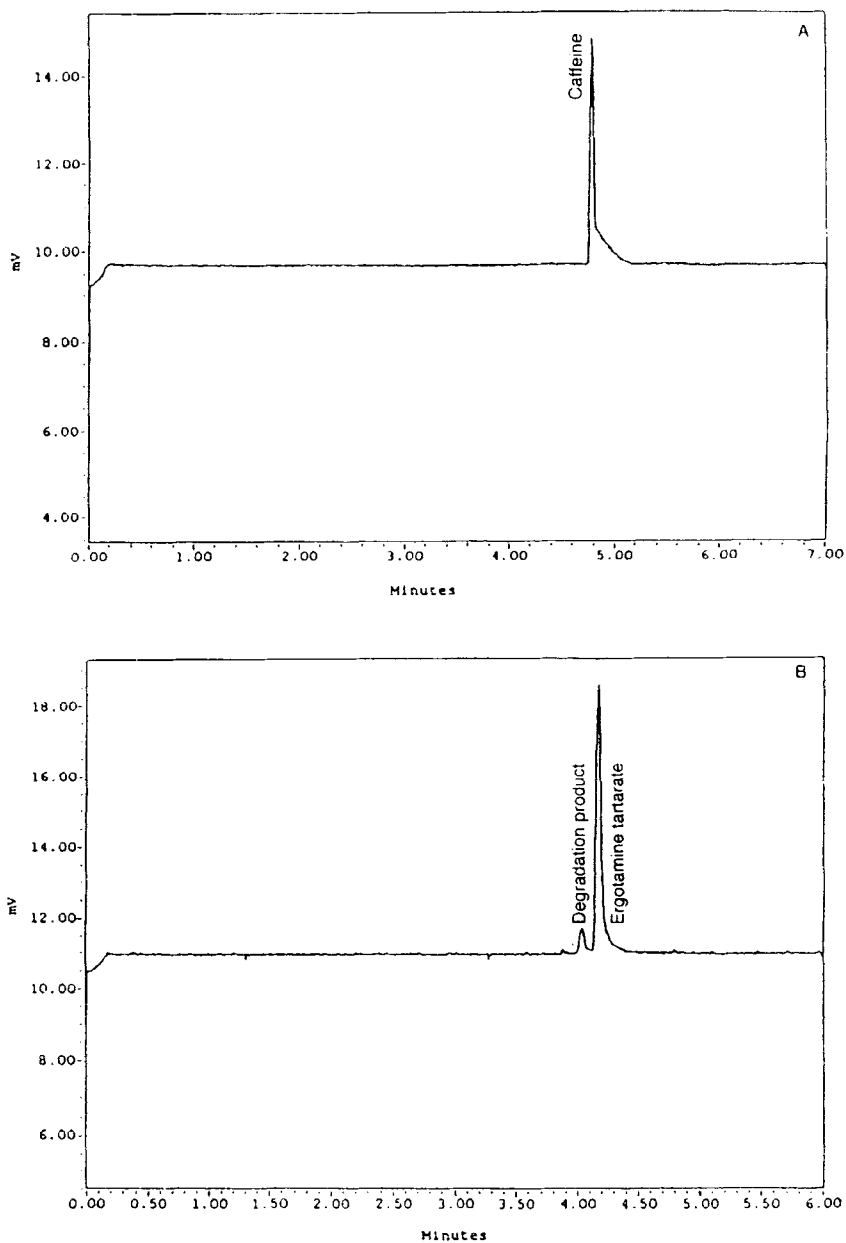 A
Caffeine
14.00
12.00
10.00
8.00
6.00
4.00
mV
0.00 1.00 2.00 3.00 4.00 5.00 6.00 7.00
Minutes
B
Degradation product
Ergotamine tartarate
18.00
16.00
14.00
12.00
10.00
8.00
6.00
mV
0.00 0.50 1.00 1.50 2.00 2.50 3.00 3.50 4.00 4.50 5.00 5.50 6.00
Minutes